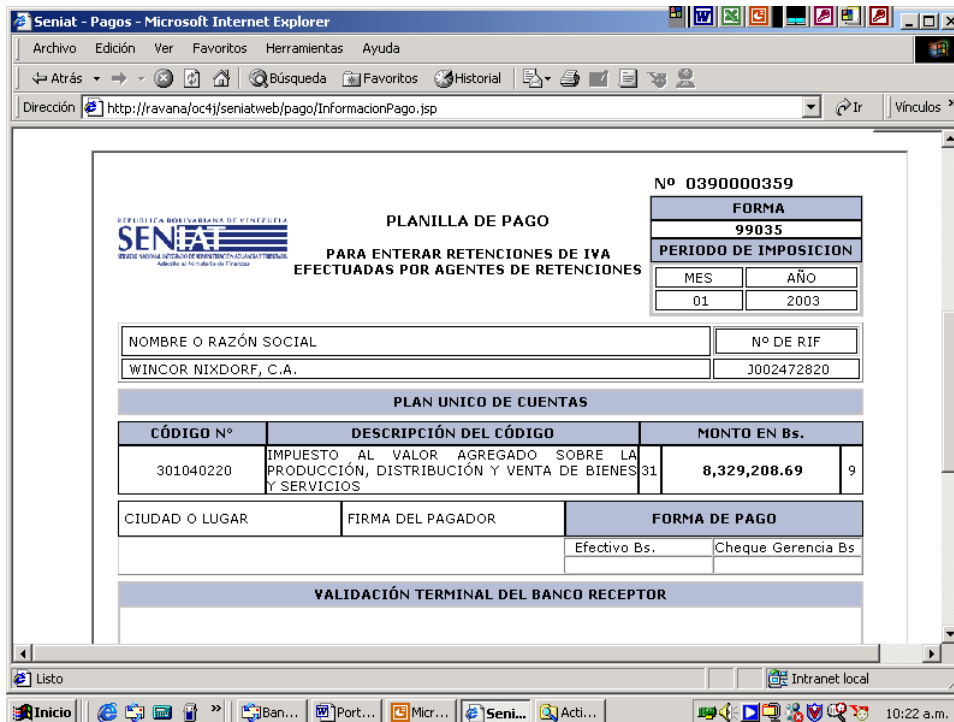 Seniat - Pagos - Microsoft Internet Explorer
Archivo Edición Ver Favoritos Herramientas Ayuda
Atrás Búsqueda Favoritos Historial
Dirección http://ravana/oc4j/seniatweb/pago/InformacionPago.jsp Ir Vínculos
Nº 0390000359
REPUBLICA BOLIVARIANA DE VENEZUELA
SENIAT
PLANILLA DE PAGO
PARA ENTERAR RETENCIONES DE IVA
EFECTUADAS POR AGENTES DE RETENCIONES
FORMA
99035
PERIODO DE IMPOSICION
MES AÑO
01 2003
NOMBRE O RAZÓN SOCIAL Nº DE RIF
WINCOR NIXDORF, C.A. J002472820
PLAN UNICO DE CUENTAS
CÓDIGO Nº DESCRIPCIÓN DEL CÓDIGO MONTO EN Bs.
301040220 IMPUESTO AL VALOR AGREGADO SOBRE LA
PRODUCCIÓN, DISTRIBUCIÓN Y VENTA DE BIENES 31 8,329,208.69 9
Y SERVICIOS
CIUDAD O LUGAR FIRMA DEL PAGADOR FORMA DE PAGO
Efectivo Bs. Cheque Gerencia Bs
VALIDACIÓN TERMINAL DEL BANCO RECEPTOR
Listo Intranet local
Inicio Ban... Port... Micr... Seni... Acti... 10:22 a.m.